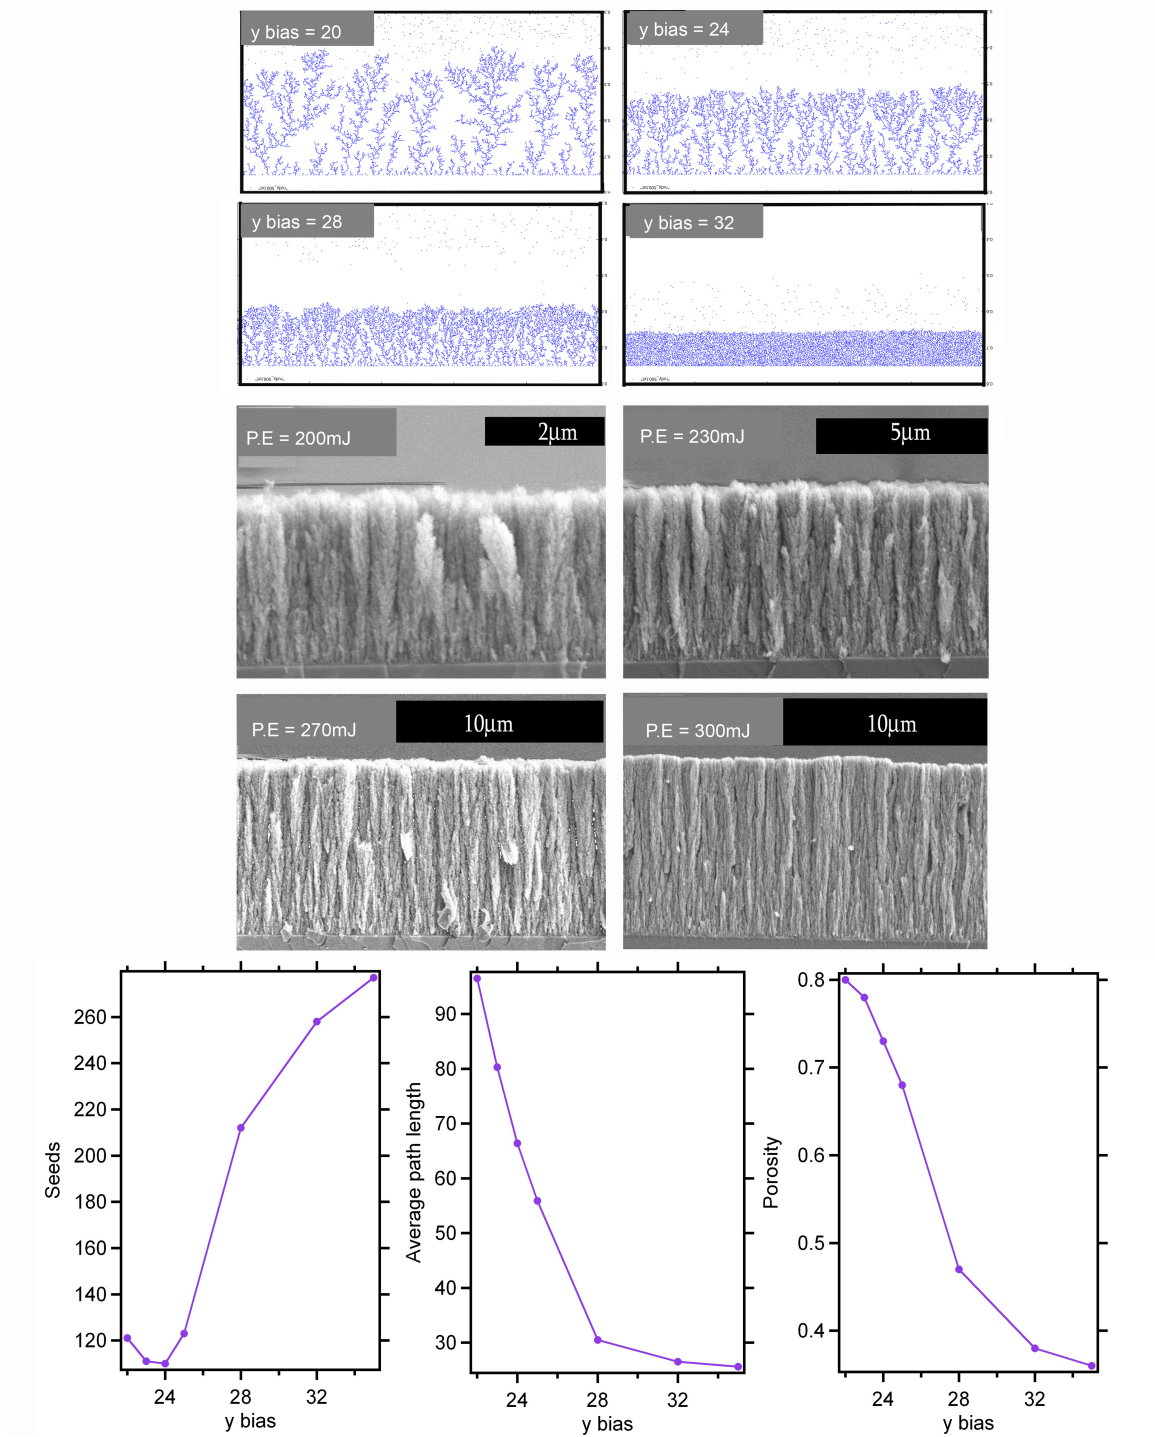 y bias = 20
y bias = 24
y bias = 28
y bias = 32
P.E = 200mJ
2μm
P.E = 230mJ
5μm
P.E = 270mJ
10μm
P.E = 300mJ
10μm
Seeds
260
240
220
200
180
160
140
120
24 28 32
y bias
Average path length
90
80
70
60
50
40
30
24 28 32
y bias
Porosity
0.8
0.7
0.6
0.5
0.4
24 28 32
y bias